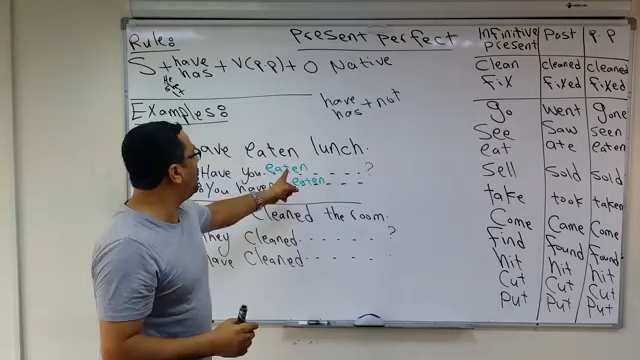 Rule:
Present perfect
S + have has + V(p.p) + O Native
He She It
Examples:
have has + not
ave eaten lunch.
Have you eaten - - - - - ?
You have eaten - - -
Cleaned the room.
they Cleaned - - - - - - ?
ave Cleaned - - - - - -
Infinitive present Past P.P
Clean cleaned cleaned
Fix fixed fixed
go went gone
See Saw seen
eat ate eaten
Sell Sold sold
take took taken
Come Came Come
find found found
hit hit hit
Cut Cut Cut
Put Put Put